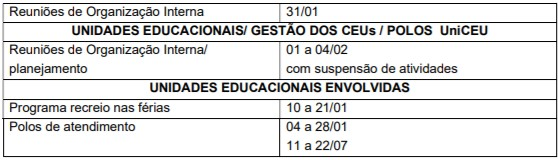 Reuniões de Organização Interna 31/01
UNIDADES EDUCACIONAIS/ GESTÃO DOS CEUs / POLOS UniCEU
Reuniões de Organização Interna/ 01 a 04/02
planejamento com suspensão de atividades
UNIDADES EDUCACIONAIS ENVOLVIDAS
Programa recreio nas férias 10 a 21/01
Polos de atendimento 04 a 28/01
11 a 22/07